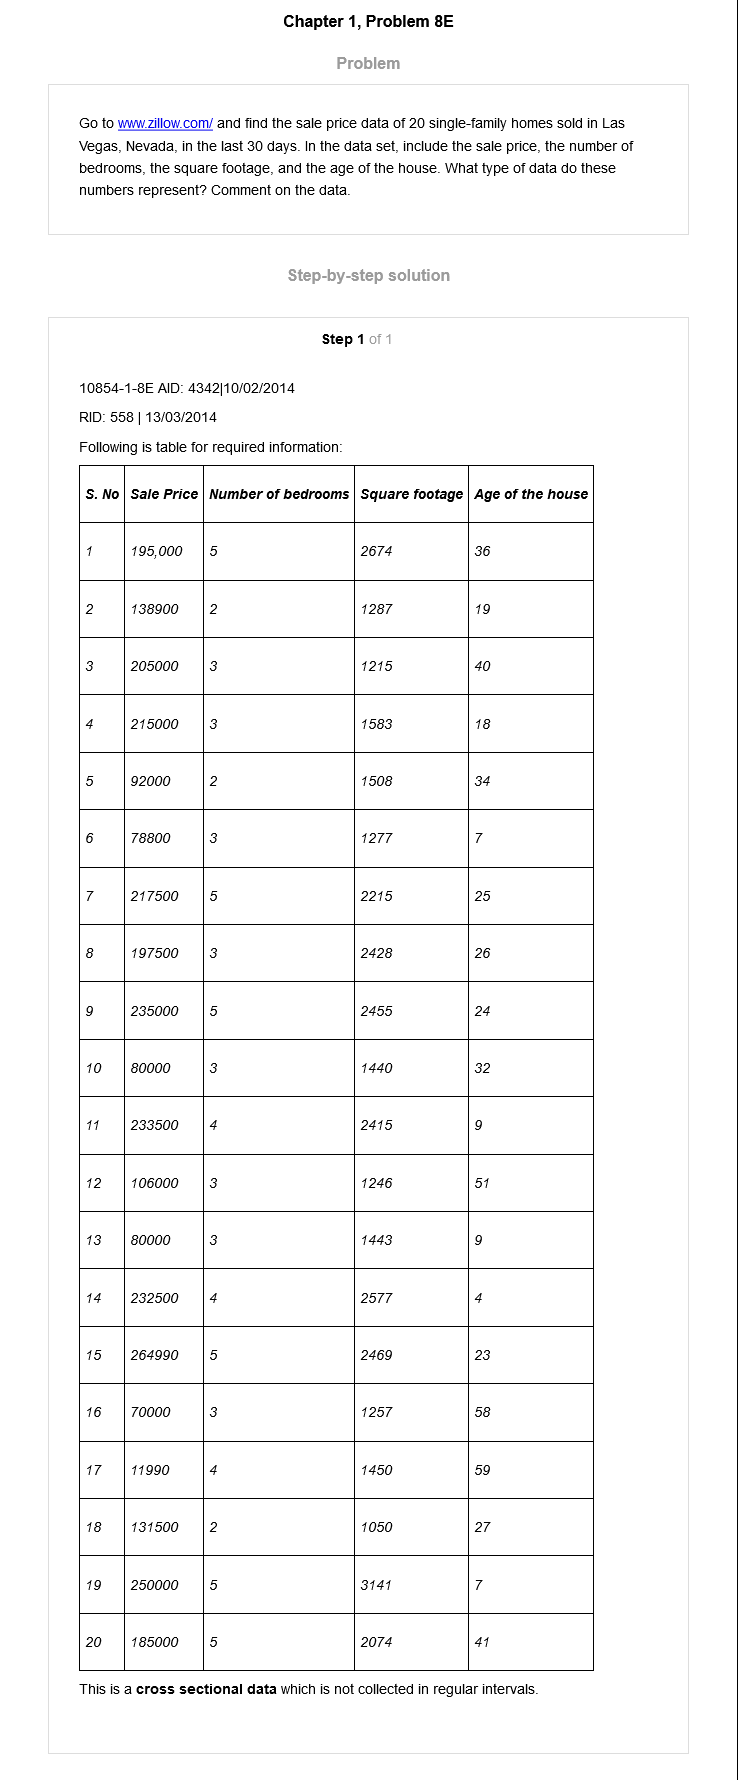 Chapter 1, Problem 8E
Problem
Go to www.zillow.com/ and find the sale price data of 20 single-family homes sold in Las
Vegas, Nevada, in the last 30 days. In the data set, include the sale price, the number of
bedrooms, the square footage, and the age of the house. What type of data do these
numbers represent? Comment on the data.
Step-by-step solution
Step 1 of 1
10854-1-8E AID: 4342|10/02/2014
RID: 558 | 13/03/2014
Following is table for required information:
S. No Sale Price Number of bedrooms Square footage Age of the house
1 195,000 5 2674 36
2 138900 2 1287 19
3 205000 3 1215 40
4 215000 3 1583 18
5 92000 2 1508 34
6 78800 3 1277 7
7 217500 5 2215 25
8 197500 3 2428 26
9 235000 5 2455 24
10 80000 3 1440 32
11 233500 4 2415 9
12 106000 3 1246 51
13 80000 3 1443 9
14 232500 4 2577 4
15 264990 5 2469 23
16 70000 3 1257 58
17 11990 4 1450 59
18 131500 2 1050 27
19 250000 5 3141 7
20 185000 5 2074 41
This is a cross sectional data which is not collected in regular intervals.